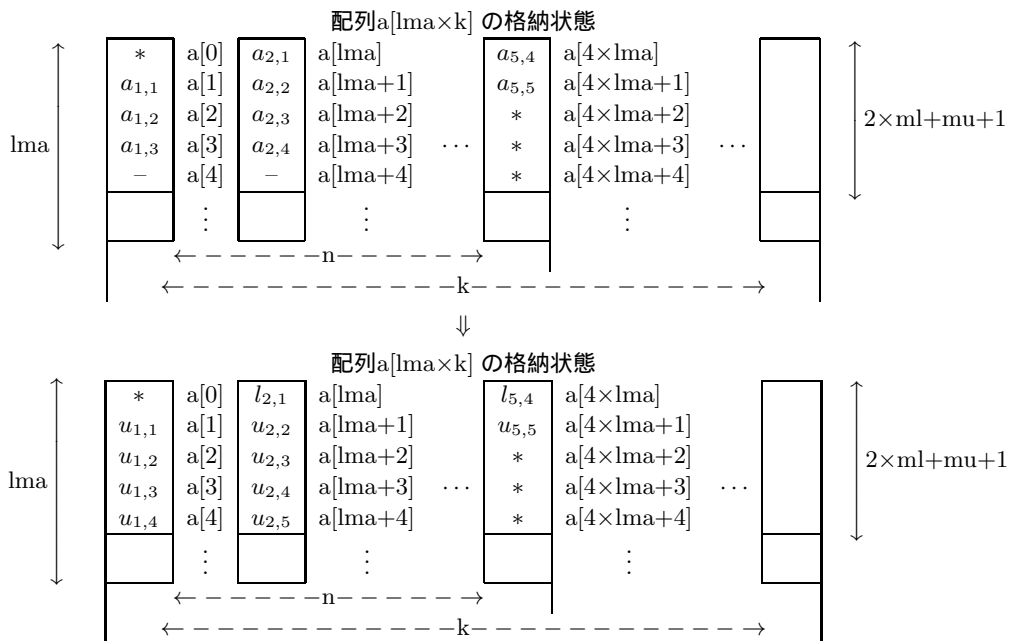 配列a[lma×k] の格納状態
* a[0] a2,1 a[lma] a5,4 a[4×lma]
a1,1 a[1] a2,2 a[lma+1] a5,5 a[4×lma+1]
a1,2 a[2] a2,3 a[lma+2] * a[4×lma+2]
lma a1,3 a[3] a2,4 a[lma+3] ⋯ * a[4×lma+3] ⋯ 2×ml+mu+1
– a[4] – a[lma+4] * a[4×lma+4]
⋮ ⋮ ⋮
←−−−−−−n−−−−−−→
←−−−−−−−−−−−−k−−−−−−−−−−−−→
⇓
配列a[lma×k] の格納状態
* a[0] l2,1 a[lma] l5,4 a[4×lma]
u1,1 a[1] u2,2 a[lma+1] u5,5 a[4×lma+1]
u1,2 a[2] u2,3 a[lma+2] * a[4×lma+2]
lma u1,3 a[3] u2,4 a[lma+3] ⋯ * a[4×lma+3] ⋯ 2×ml+mu+1
u1,4 a[4] u2,5 a[lma+4] * a[4×lma+4]
⋮ ⋮ ⋮
←−−−−−−n−−−−−−→
←−−−−−−−−−−−−k−−−−−−−−−−−−→